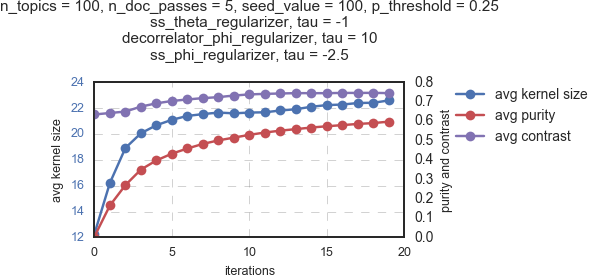 n_topics = 100, n_doc_passes = 5, seed_value = 100, p_threshold = 0.25
ss_theta_regularizer, tau = -1
decorrelator_phi_regularizer, tau = 10
ss_phi_regularizer, tau = -2.5
24
22
20
18
16
14
12
avg kernel size
0.8
0.7
0.6
0.5
0.4
0.3
0.2
0.1
0.0
purity and contrast
0 5 10 15 20
iterations
avg kernel size
avg purity
avg contrast